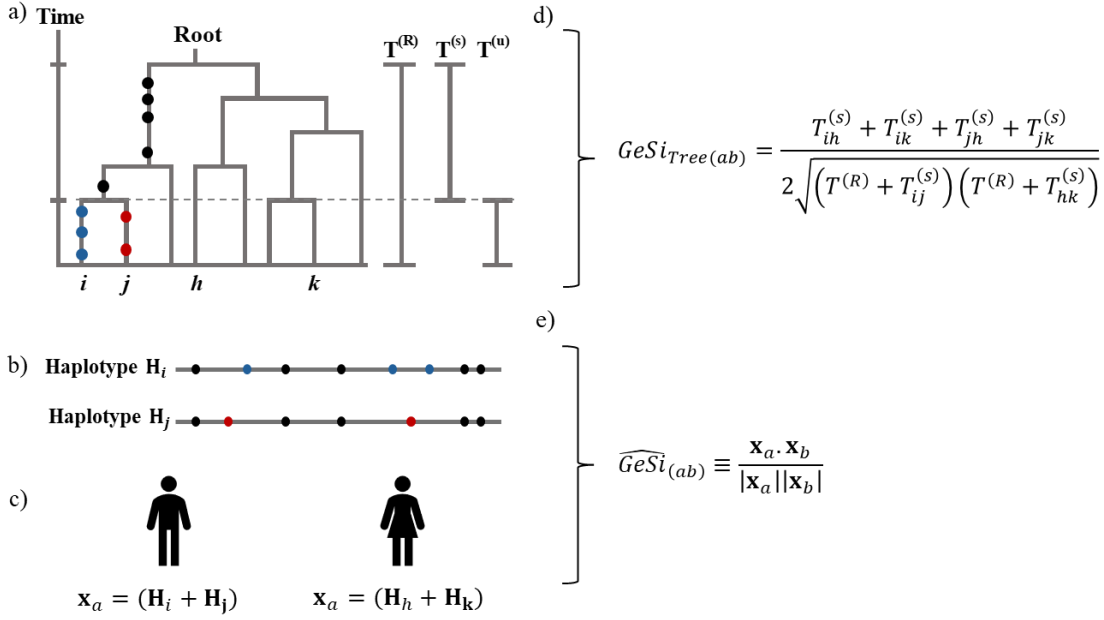 a)
Time
Root
T^(R) T^(s) T^(u)
i j h k
b)
Haplotype H_i
Haplotype H_j
c)
x_a = (H_i + H_j)
x_a = (H_h + H_k)
d)
GeSi_Tree(ab) = (T_ih^(s) + T_ik^(s) + T_jh^(s) + T_jk^(s)) / (2√((T^(R) + T_ij^(s))(T^(R) + T_hk^(s))))
e)
\widehat{GeSi}_(ab) ≡ x_a . x_b / |x_a||x_b|